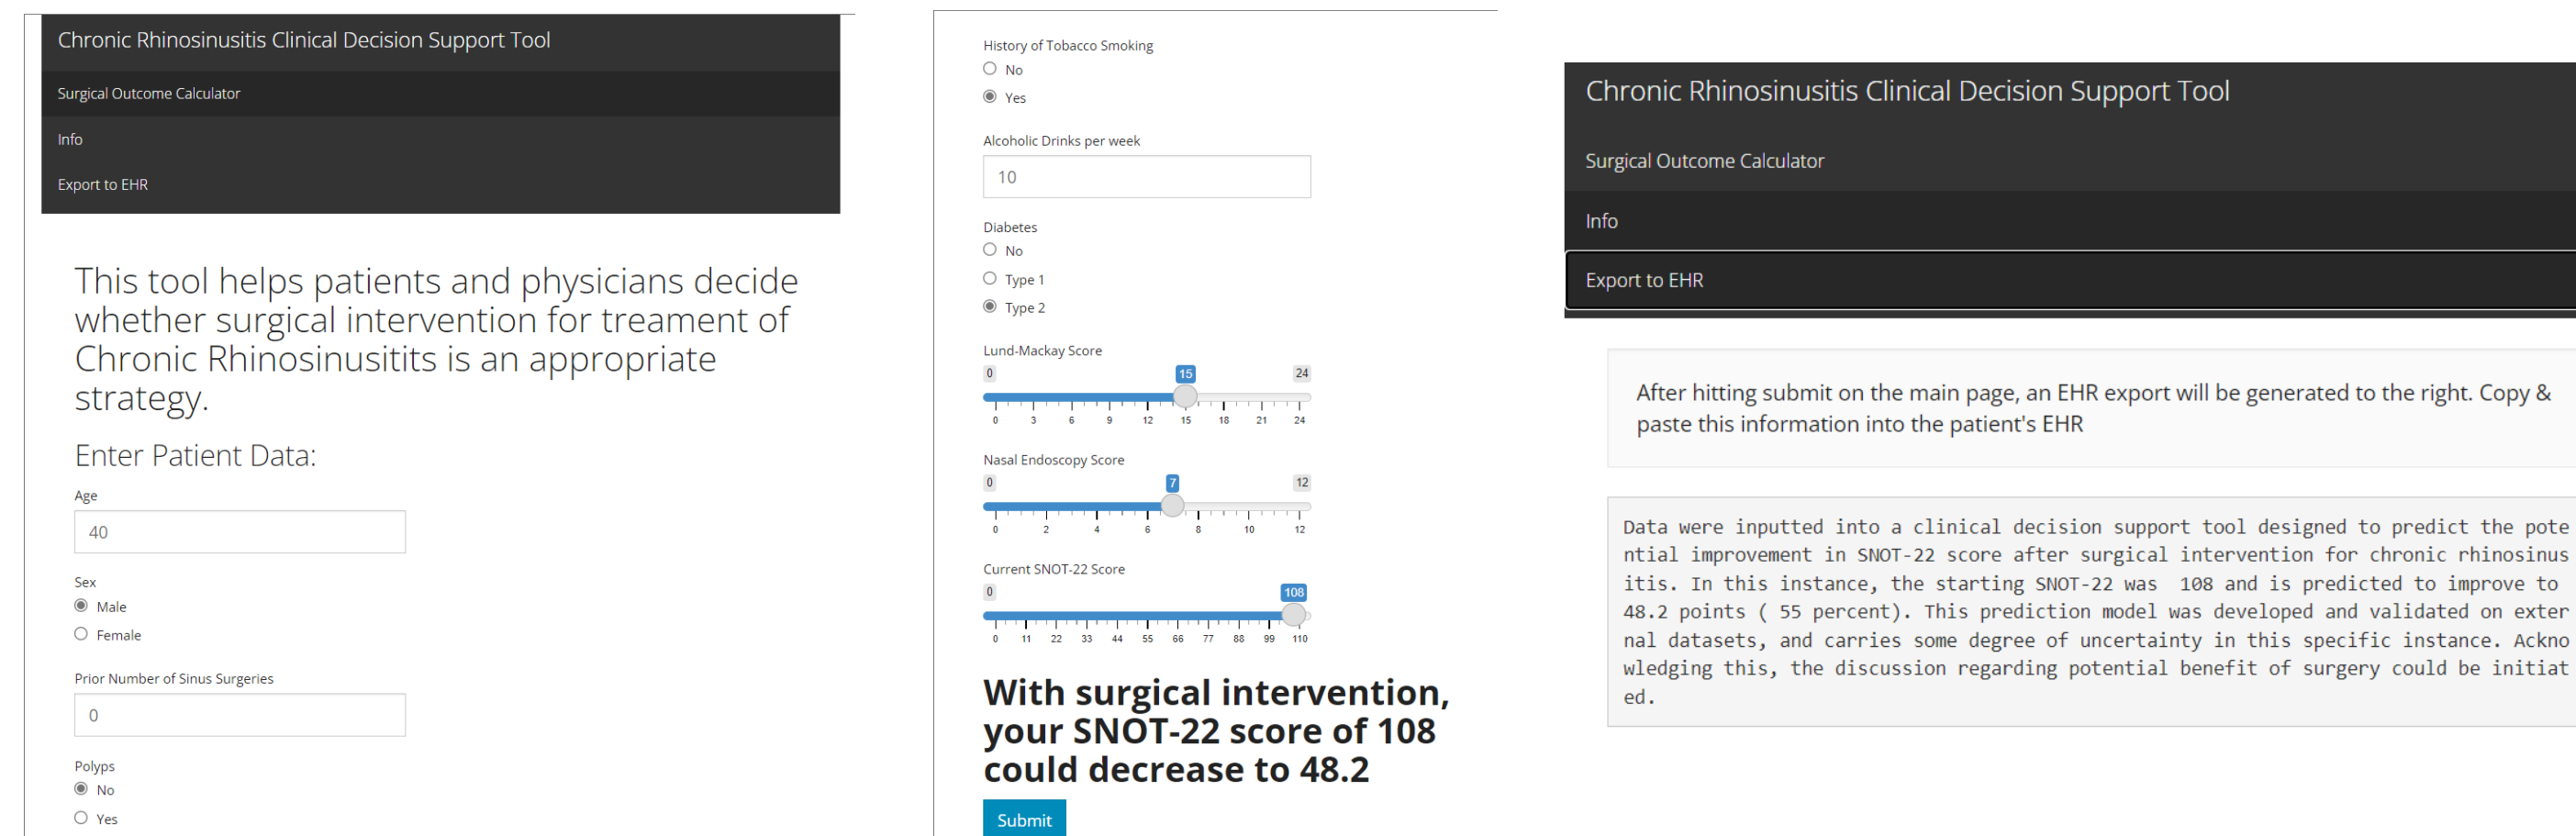 Chronic Rhinosinusitis Clinical Decision Support Tool
Surgical Outcome Calculator
Info
Export to EHR
This tool helps patients and physicians decide
whether surgical intervention for treament of
Chronic Rhinosinusitits is an appropriate
strategy.
Enter Patient Data:
Age
40
Sex
Male
Female
Prior Number of Sinus Surgeries
0
Polyps
No
Yes
History of Tobacco Smoking
No
Yes
Alcoholic Drinks per week
10
Diabetes
No
Type 1
Type 2
Lund-Mackay Score
0 15 24
0 3 6 9 12 15 18 21 24
Nasal Endoscopy Score
0 7 12
0 2 4 6 8 10 12
Current SNOT-22 Score
0 108
0 11 22 33 44 55 66 77 88 99 110
With surgical intervention,
your SNOT-22 score of 108
could decrease to 48.2
Submit
Chronic Rhinosinusitis Clinical Decision Support Tool
Surgical Outcome Calculator
Info
Export to EHR
After hitting submit on the main page, an EHR export will be generated to the right. Copy &
paste this information into the patient's EHR
Data were inputted into a clinical decision support tool designed to predict the pote
ntial improvement in SNOT-22 score after surgical intervention for chronic rhinosinus
itis. In this instance, the starting SNOT-22 was  108 and is predicted to improve to
48.2 points ( 55 percent). This prediction model was developed and validated on exter
nal datasets, and carries some degree of uncertainty in this specific instance. Ackno
wledging this, the discussion regarding potential benefit of surgery could be initiat
ed.